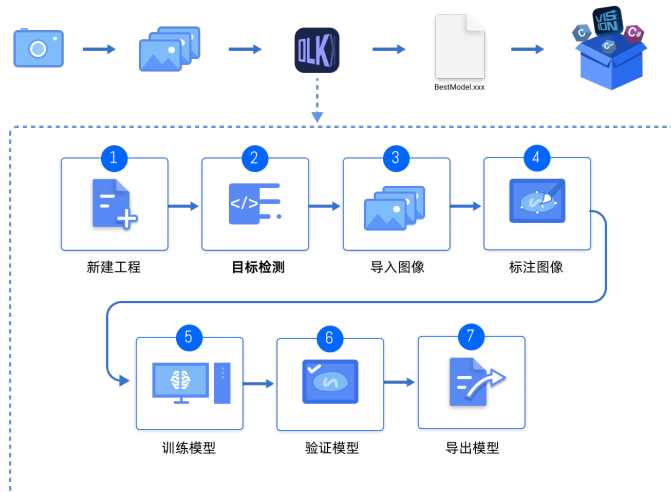 DLK
VIS
ION
C
C#
C++
BestModel.xxx
1
2
3
4
</>
新建工程
目标检测
导入图像
标注图像
5
6
7
训练模型
验证模型
导出模型